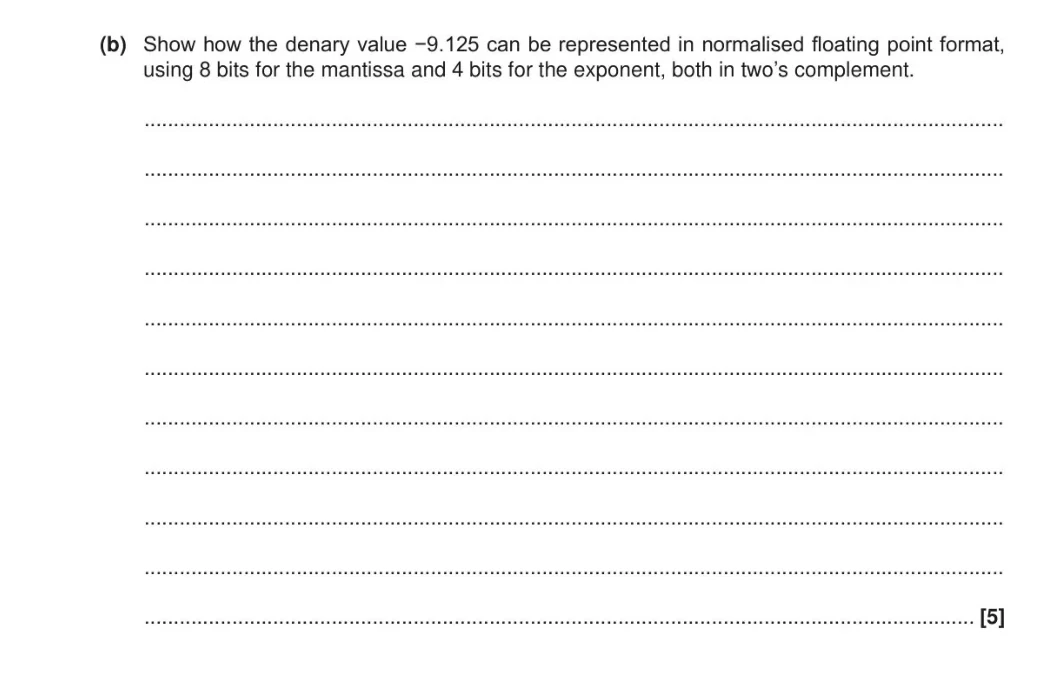 (b) Show how the denary value −9.125 can be represented in normalised floating point format,
using 8 bits for the mantissa and 4 bits for the exponent, both in two’s complement.
[5]